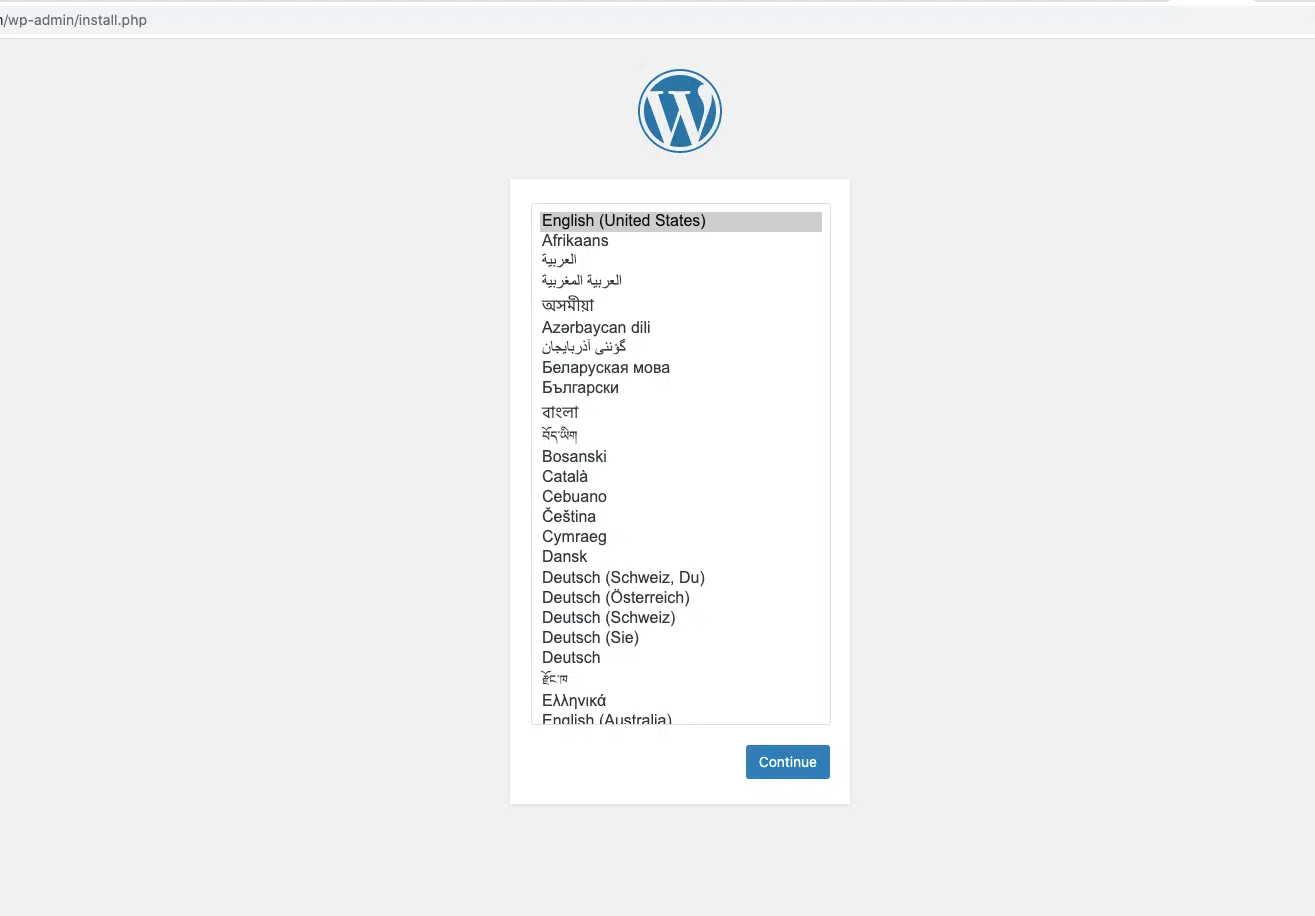 /wp-admin/install.php
English (United States)
Afrikaans
العربية
العربية المغربية
অসমীয়া
Azərbaycan dili
گؤنئی آذربایجان
Беларуская мова
Български
বাংলা
བོད་ཡིག
Bosanski
Català
Cebuano
Čeština
Cymraeg
Dansk
Deutsch (Schweiz, Du)
Deutsch (Österreich)
Deutsch (Schweiz)
Deutsch (Sie)
Deutsch
རྫོང་ཁ
Ελληνικά
English (Australia)
Continue